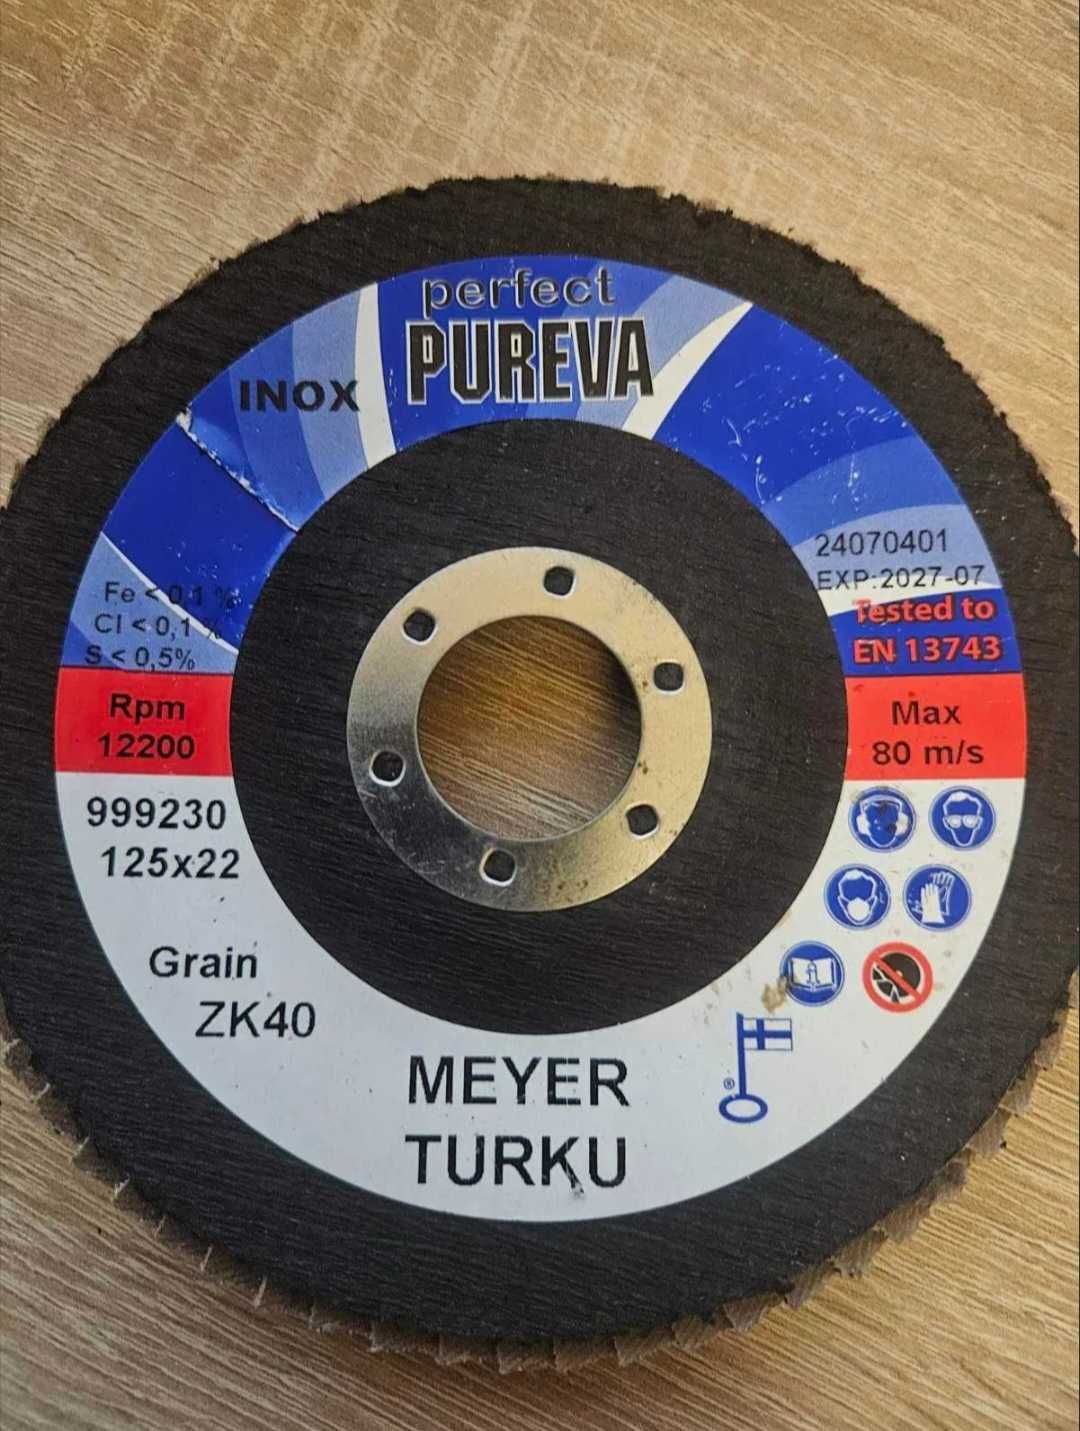 perfect
PUREVA
INOX
24070401
EXP:2027-07
Tested to
EN 13743
Fe < 0,1 %
Cl < 0,1 %
S < 0,5%
Rpm
12200
Max
80 m/s
999230
125x22
Grain
ZK40
MEYER
TURKU
®